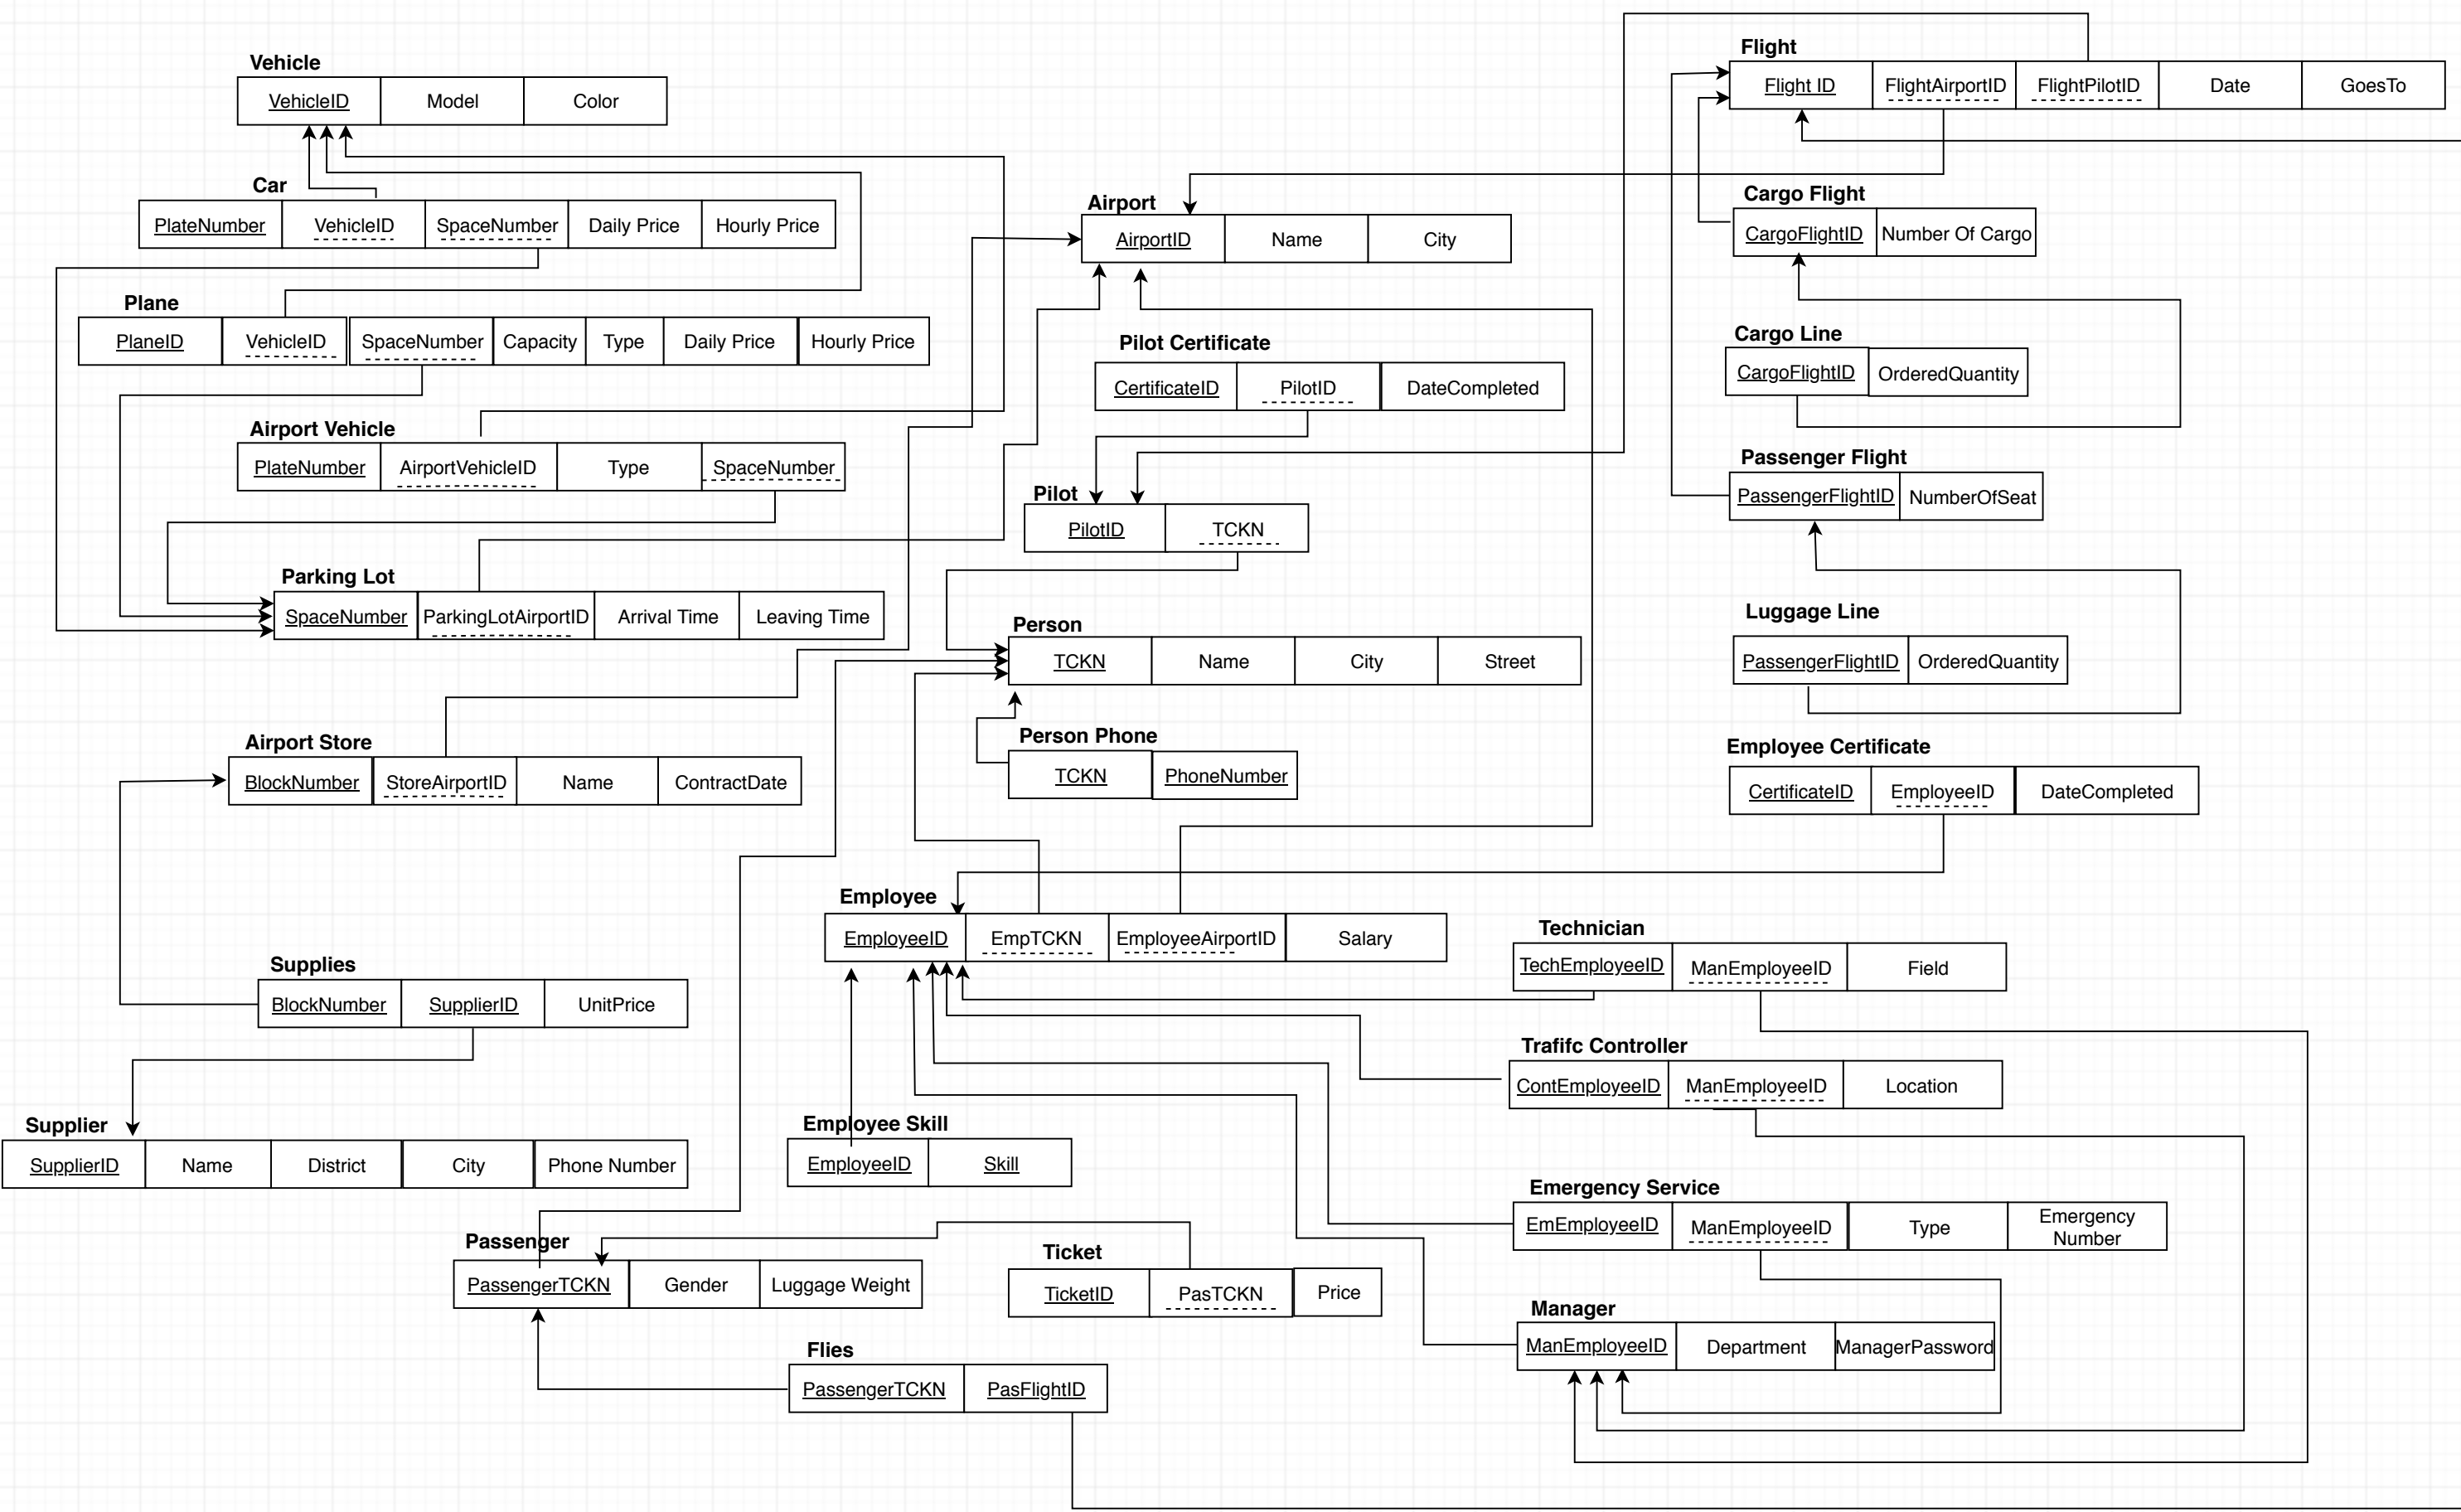 Vehicle
VehicleID Model Color
Car
PlateNumber VehicleID SpaceNumber Daily Price Hourly Price
Plane
PlaneID VehicleID SpaceNumber Capacity Type Daily Price Hourly Price
Airport Vehicle
PlateNumber AirportVehicleID Type SpaceNumber
Parking Lot
SpaceNumber ParkingLotAirportID Arrival Time Leaving Time
Airport Store
BlockNumber StoreAirportID Name ContractDate
Supplies
BlockNumber SupplierID UnitPrice
Supplier
SupplierID Name District City Phone Number
Airport
AirportID Name City
Pilot Certificate
CertificateID PilotID DateCompleted
Pilot
PilotID TCKN
Person
TCKN Name City Street
Person Phone
TCKN PhoneNumber
Employee
EmployeeID EmpTCKN EmployeeAirportID Salary
Employee Skill
EmployeeID Skill
Passenger
PassengerTCKN Gender Luggage Weight
Ticket
TicketID PasTCKN Price
Flies
PassengerTCKN PasFlightID
Flight
Flight ID FlightAirportID FlightPilotID Date GoesTo
Cargo Flight
CargoFlightID Number Of Cargo
Cargo Line
CargoFlightID OrderedQuantity
Passenger Flight
PassengerFlightID NumberOfSeat
Luggage Line
PassengerFlightID OrderedQuantity
Employee Certificate
CertificateID EmployeeID DateCompleted
Technician
TechEmployeeID ManEmployeeID Field
Trafifc Controller
ContEmployeeID ManEmployeeID Location
Emergency Service
EmEmployeeID ManEmployeeID Type Emergency
Number
Manager
ManEmployeeID Department ManagerPassword